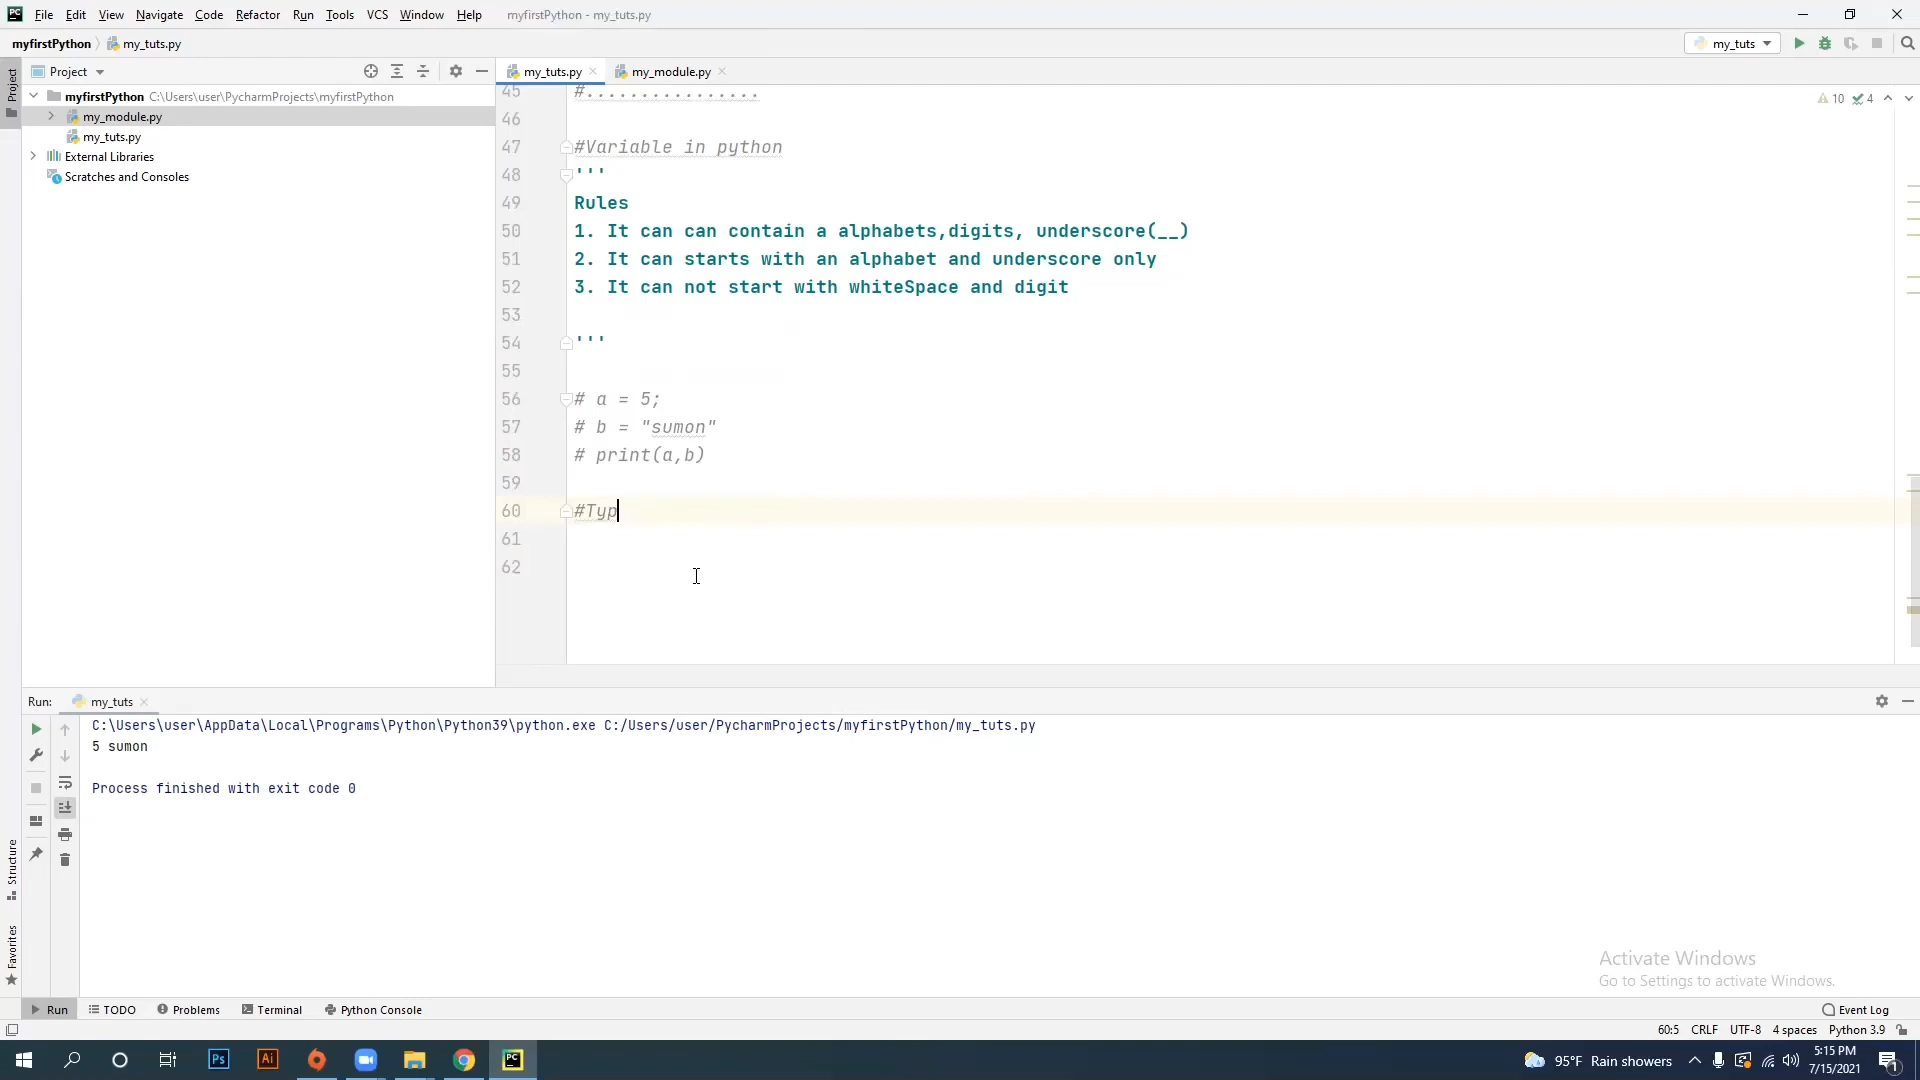 File Edit View Navigate Code Refactor Run Tools VCS Window Help myfirstPython - my_tuts.py
myfirstPython my_tuts.py my_tuts
Project my_tuts.py my_module.py
Project
myfirstPython C:\Users\user\PycharmProjects\myfirstPython
my_module.py
my_tuts.py
External Libraries
Scratches and Consoles
10 4
45 #................
46
47 #Variable in python
48 '''
49 Rules
50 1. It can can contain a alphabets,digits, underscore(__)
51 2. It can starts with an alphabet and underscore only
52 3. It can not start with whiteSpace and digit
53
54 '''
55
56 # a = 5;
57 # b = "sumon"
58 # print(a,b)
59
60 #Typ
61
62
Run: my_tuts
C:\Users\user\AppData\Local\Programs\Python\Python39\python.exe C:/Users/user/PycharmProjects/myfirstPython/my_tuts.py
5 sumon
Process finished with exit code 0
Structure
Favorites
Activate Windows
Go to Settings to activate Windows.
Run TODO Problems Terminal Python Console Event Log
60:5 CRLF UTF-8 4 spaces Python 3.9
Ps Ai PC 95°F Rain showers 5:15 PM
7/15/2021 1